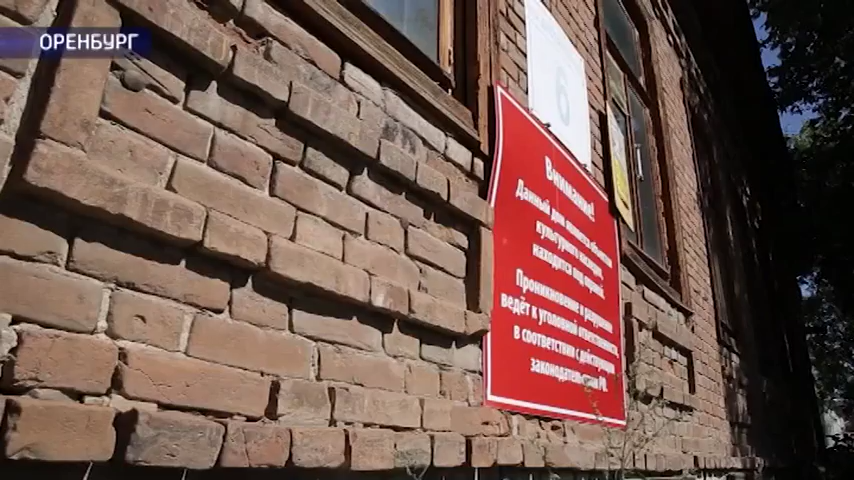 ОРЕНБУРГ
6
Внимание!
Данный дом является объектом
культурного наследия,
находится под охраной.
Проникновение и разрушение
ведёт к уголовной ответственности
в соответствии с действующим
законодательством РФ.